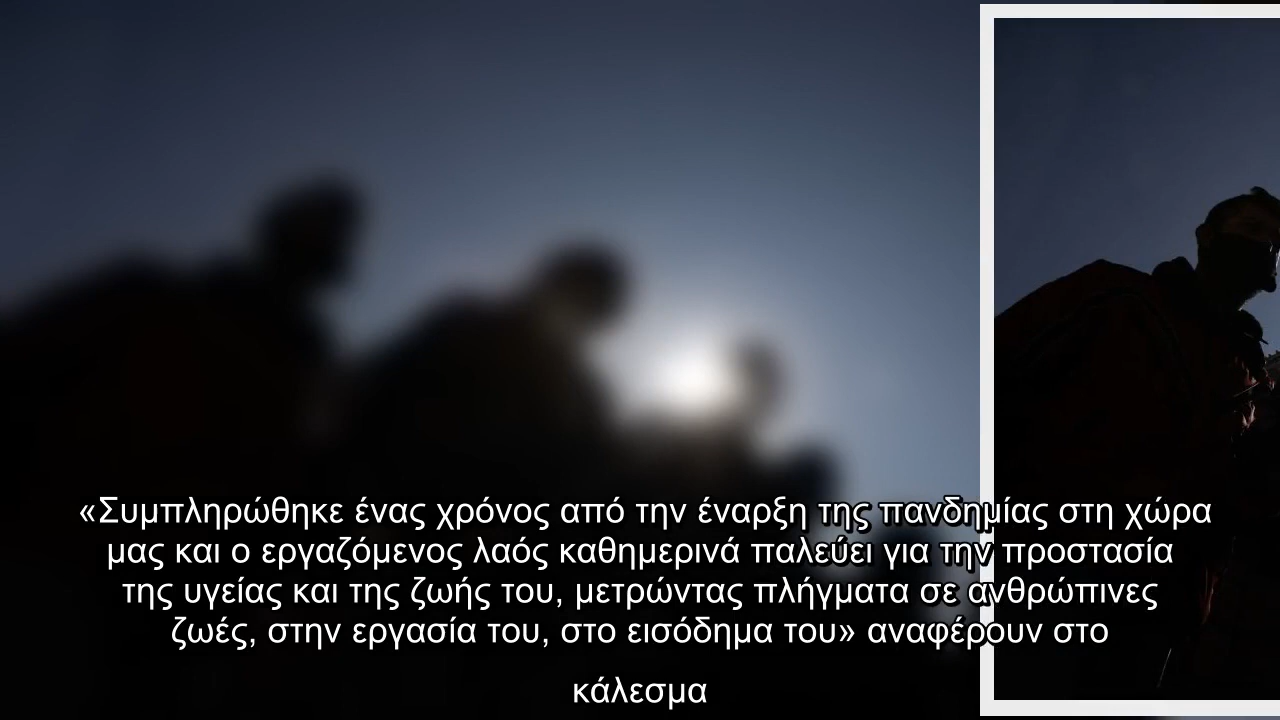 «Συμπληρώθηκε ένας χρόνος από την έναρξη της πανδημίας στη χώρα
μας και ο εργαζόμενος λαός καθημερινά παλεύει για την προστασία
της υγείας και της ζωής του, μετρώντας πλήγματα σε ανθρώπινες
ζωές, στην εργασία του, στο εισόδημα του» αναφέρουν στο
κάλεσμα